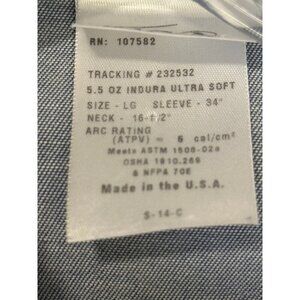 RN: 107582
TRACKING # 232532
5.5 OZ INDURA ULTRA SOFT
SIZE - LG SLEEVE - 34"
NECK - 16-1/2"
ARC RATING
(ATPV) = 6 cal/cm²
Meets ASTM 1506-02a
OSHA 1910.269
& NFPA 70E
Made in the U.S.A.
S-14-C